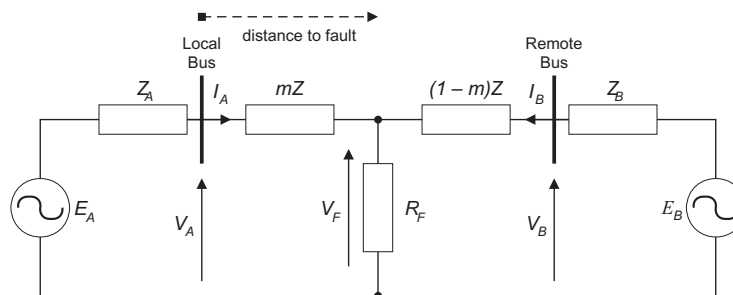 distance to fault
Local
Bus
Remote
Bus
Z_A
I_A
mZ
(1 – m)Z
I_B
Z_B
E_A
V_A
V_F
R_F
V_B
E_B